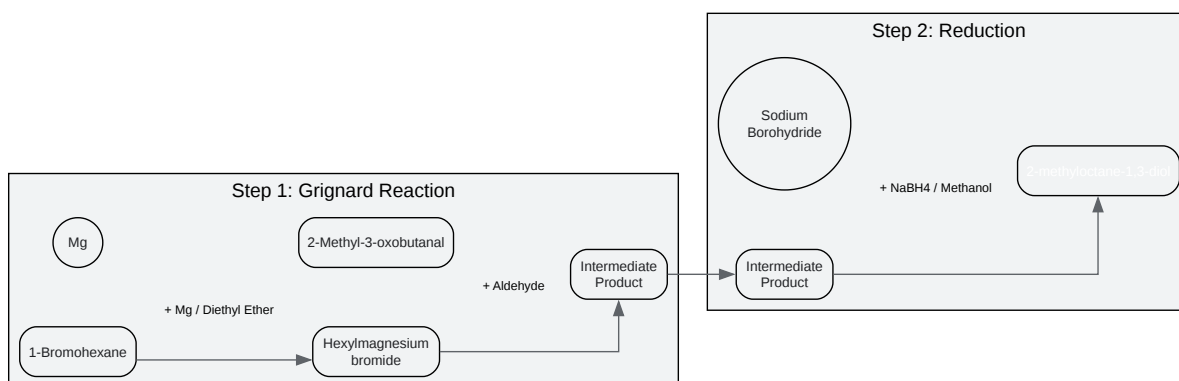 Step 1: Grignard Reaction
Mg
2-Methyl-3-oxobutanal
+ Mg / Diethyl Ether
1-Bromohexane
Hexylmagnesium
bromide
+ Aldehyde
Intermediate
Product
Step 2: Reduction
Sodium
Borohydride
+ NaBH4 / Methanol
2-methyloctane-1,3-diol
Intermediate
Product